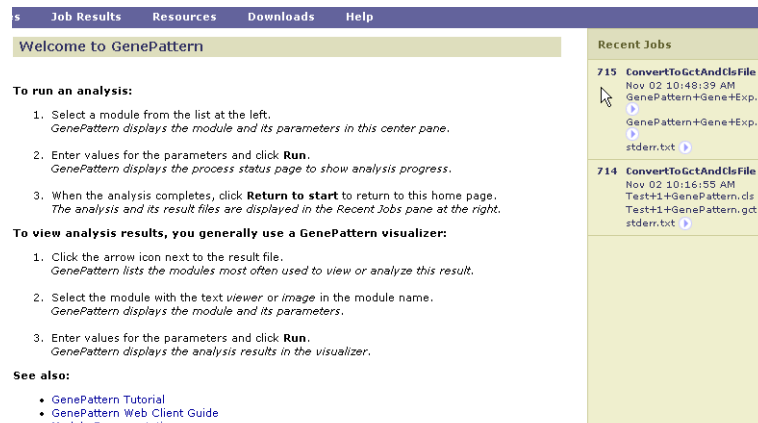 s Job Results Resources Downloads Help
Welcome to GenePattern
To run an analysis:
1. Select a module from the list at the left.
GenePattern displays the module and its parameters in this center pane.
2. Enter values for the parameters and click Run.
GenePattern displays the process status page to show analysis progress.
3. When the analysis completes, click Return to start to return to this home page.
The analysis and its result files are displayed in the Recent Jobs pane at the right.
To view analysis results, you generally use a GenePattern visualizer:
1. Click the arrow icon next to the result file.
GenePattern lists the modules most often used to view or analyze this result.
2. Select the module with the text viewer or image in the module name.
GenePattern displays the module and its parameters.
3. Enter values for the parameters and click Run.
GenePattern displays the analysis results in the visualizer.
See also:
• GenePattern Tutorial
• GenePattern Web Client Guide
Recent Jobs
715 ConvertToGctAndClsFile
Nov 02 10:48:39 AM
GenePattern+Gene+Exp.
GenePattern+Gene+Exp.
stderr.txt
714 ConvertToGctAndClsFile
Nov 02 10:16:55 AM
Test+1+GenePattern.cls
Test+1+GenePattern.gct
stderr.txt